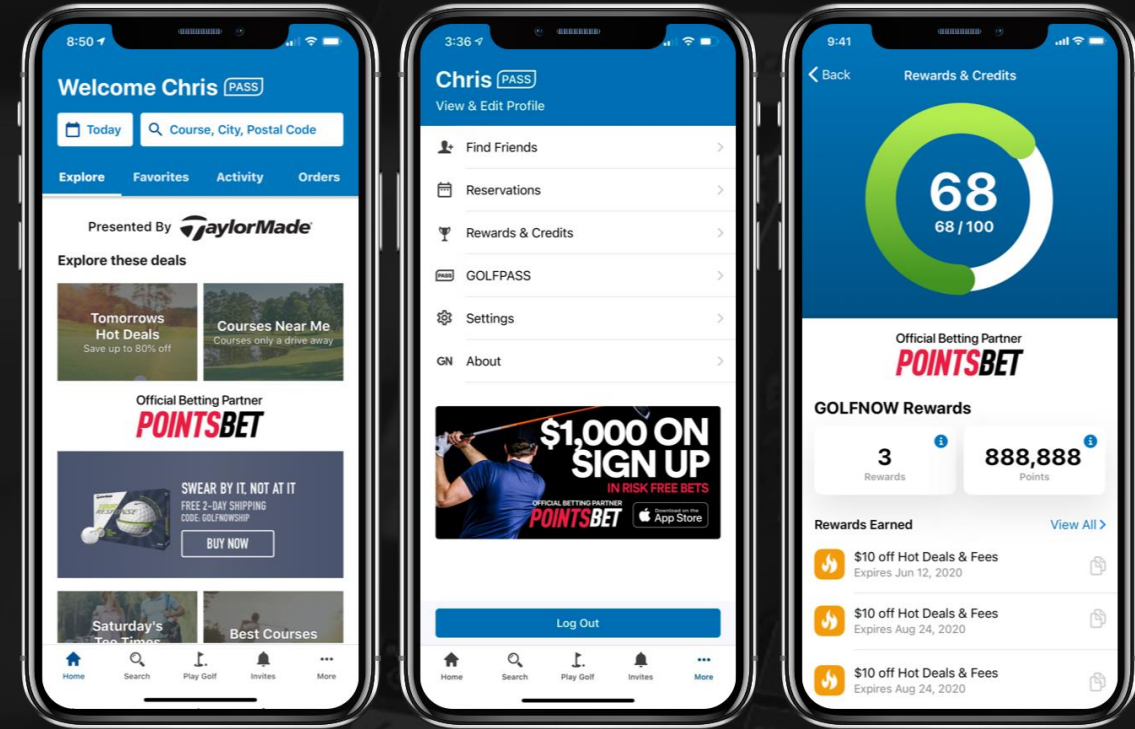 8:50
Welcome Chris PASS
Today
Course, City, Postal Code
Explore Favorites Activity Orders
Presented By TaylorMade
Explore these deals
Tomorrows
Hot Deals
Save up to 80% off
Courses Near Me
Courses only a drive away
Official Betting Partner
POINTSBET
SWEAR BY IT, NOT AT IT
FREE 2-DAY SHIPPING
CODE: GOLFNOWSHIP
BUY NOW
RESPONSE
Saturday's
Tee Times
Best Courses
Home Search Play Golf Invites More
3:36
Chris PASS
View & Edit Profile
Find Friends
Reservations
Rewards & Credits
PASS GOLFPASS
Settings
GN About
$1,000 ON
SIGN UP
IN RISK FREE BETS
OFFICIAL BETTING PARTNER
POINTSBET
Download on the
App Store
Log Out
Home Search Play Golf Invites More
9:41
Back Rewards & Credits
68
68 / 100
Official Betting Partner
POINTSBET
GOLFNOW Rewards
3
Rewards
888,888
Points
Rewards Earned View All
$10 off Hot Deals & Fees
Expires Jun 12, 2020
$10 off Hot Deals & Fees
Expires Aug 24, 2020
$10 off Hot Deals & Fees
Expires Aug 24, 2020